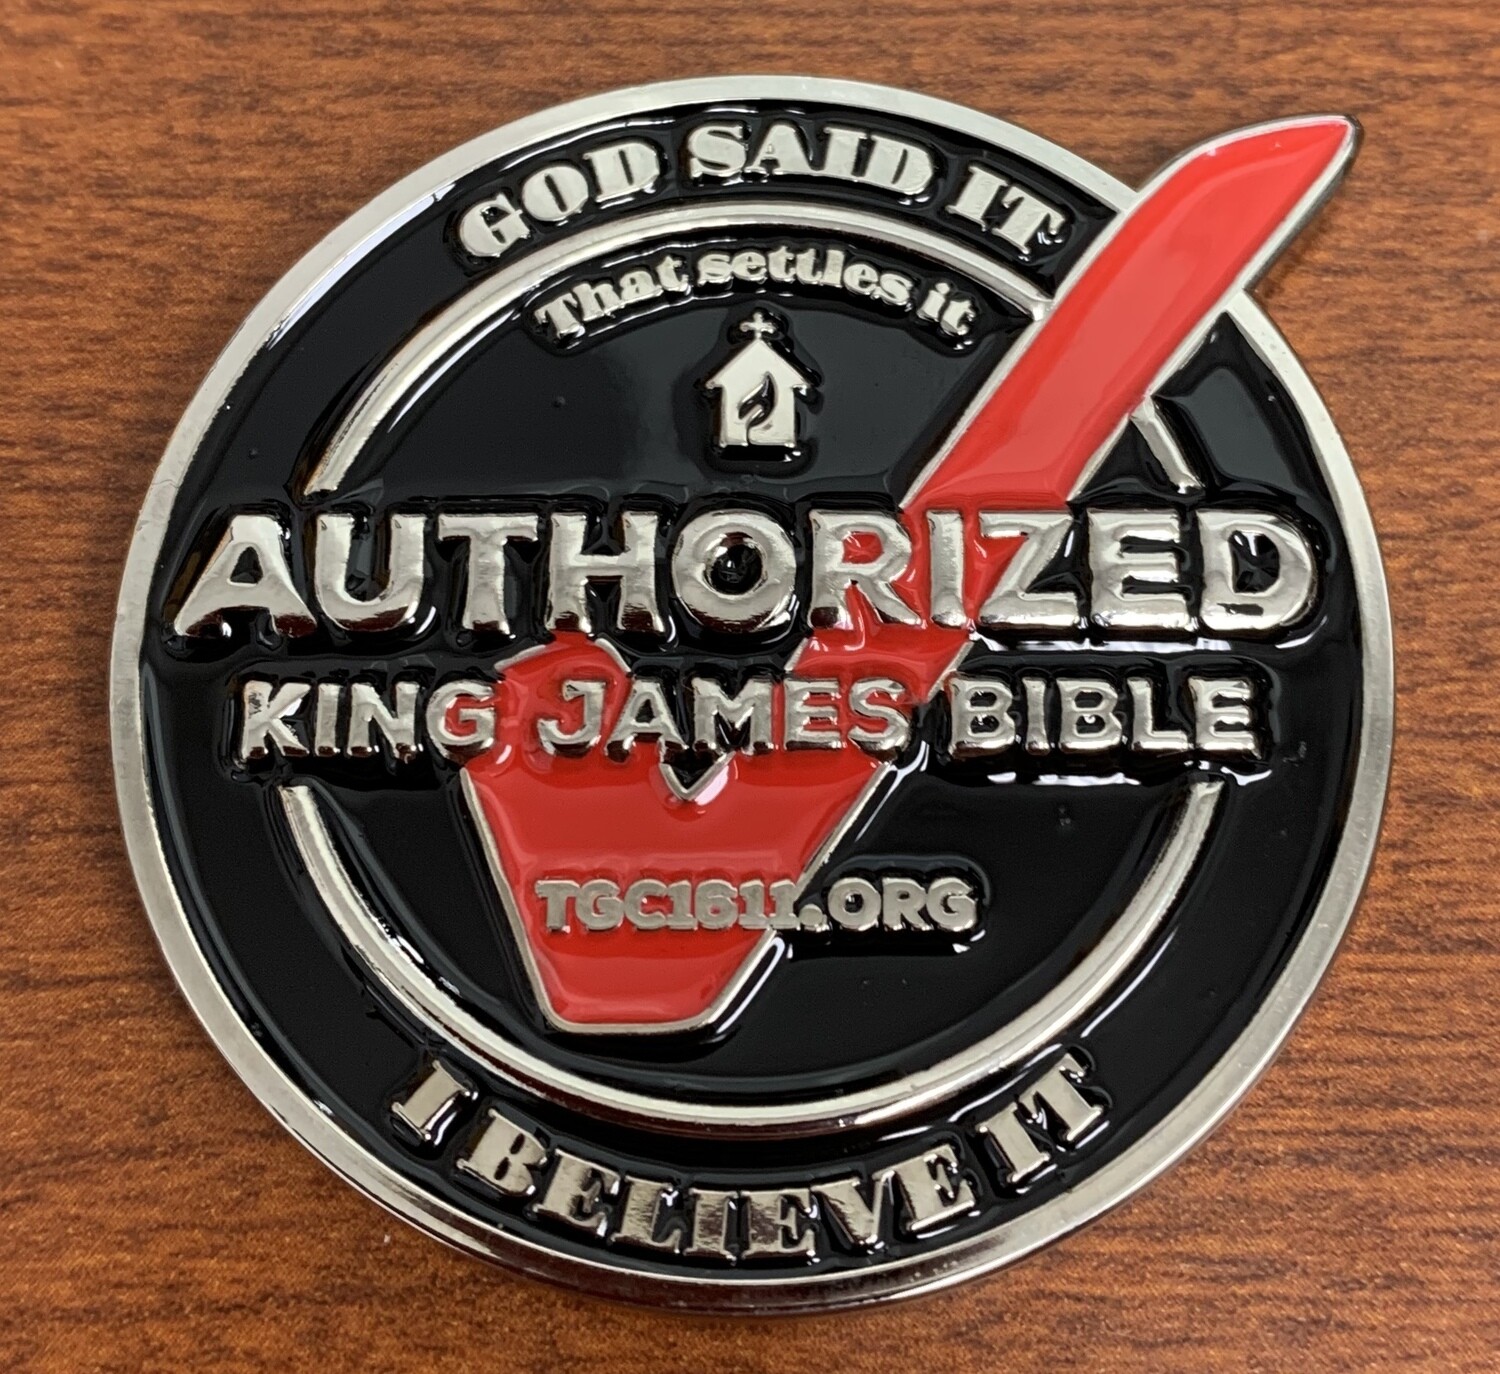 GOD SAID IT
That settles it
AUTHORIZED
KING JAMES BIBLE
TGC1611.ORG
I BELIEVE IT